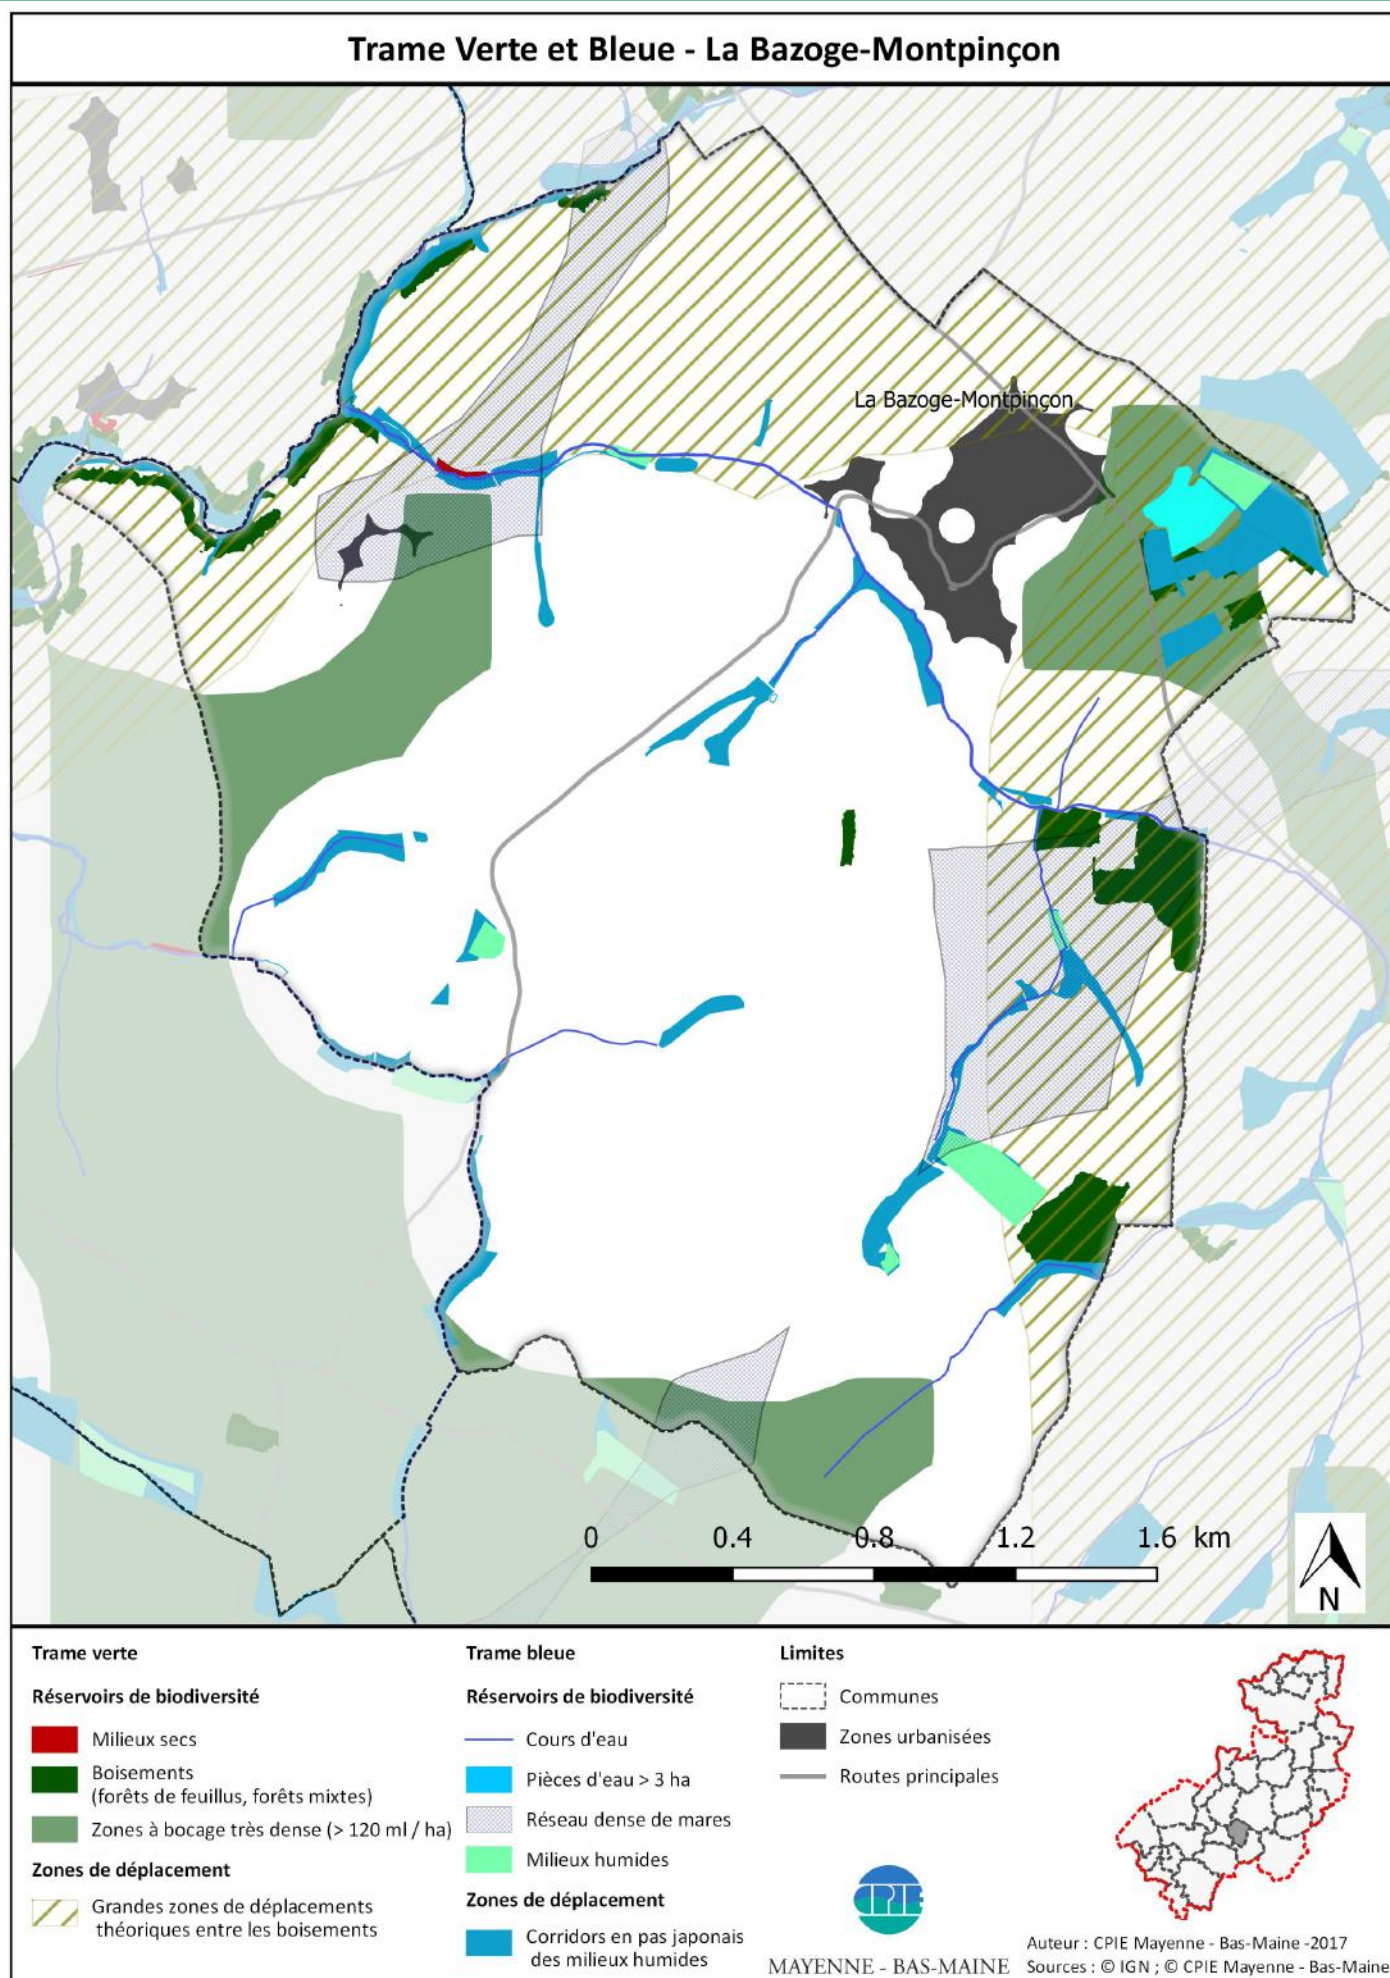 Trame Verte et Bleue - La Bazoge-Montpinçon
La Bazoge-Montpinçon
0 0.4 0.8 1.2 1.6 km
N
Trame verte
Réservoirs de biodiversité
Milieux secs
Boisements
(forêts de feuillus, forêts mixtes)
Zones à bocage très dense (> 120 ml / ha)
Zones de déplacement
Grandes zones de déplacements
théoriques entre les boisements
Trame bleue
Réservoirs de biodiversité
Cours d'eau
Pièces d'eau > 3 ha
Réseau dense de mares
Milieux humides
Zones de déplacement
Corridors en pas japonais
des milieux humides
Limites
Communes
Zones urbanisées
Routes principales
CPIE
MAYENNE - BAS-MAINE
Auteur : CPIE Mayenne - Bas-Maine -2017
Sources : © IGN ; © CPIE Mayenne - Bas-Maine